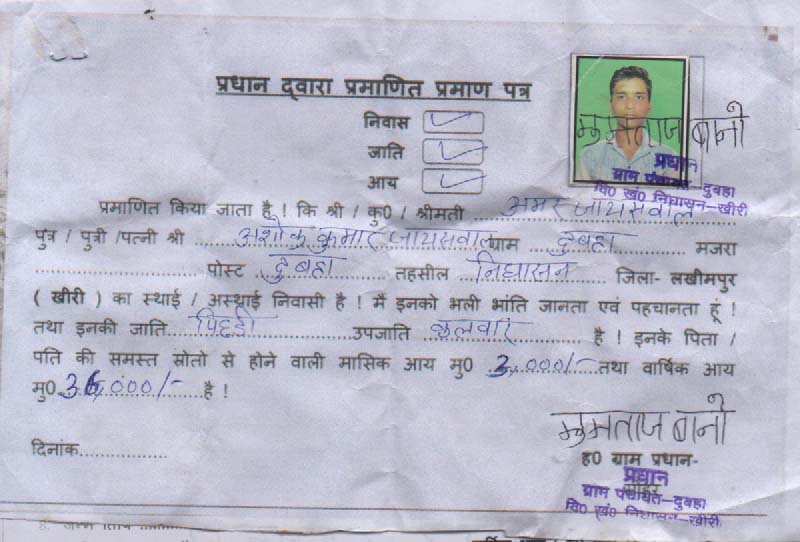 प्रधान द्वारा प्रमाणित प्रमाण पत्र
निवास
जाति
आय
मुमताज बानो
प्रधान
ग्राम पंचायत-दुबहा
वि0 खं0 निघासन-खीरी
प्रमाणित किया जाता है ! कि श्री / कु0 / श्रीमती अमर जायसवाल
पुत्र / पुत्री /पत्नी श्री अशोक कुमार जायसवाल ग्राम दुबहा मजरा
पोस्ट दुबहा तहसील निघासन जिला- लखीमपुर
( खीरी ) का स्थाई / अस्थाई निवासी है ! मैं इनको भली भांति जानता एवं पहचानता हूं !
तथा इनकी जाति पिछड़ी उपजाति कलवार है ! इनके पिता /
पति की समस्त स्रोतो से होने वाली मासिक आय मु0 3,000/- तथा वार्षिक आय
मु0 36,000/- है !
मुमताज बानो
दिनांक
ह0 ग्राम प्रधान-
प्रधान
मोहर
ग्राम पंचायत-दुबहा
वि0 खं0 निघासन-खीरी